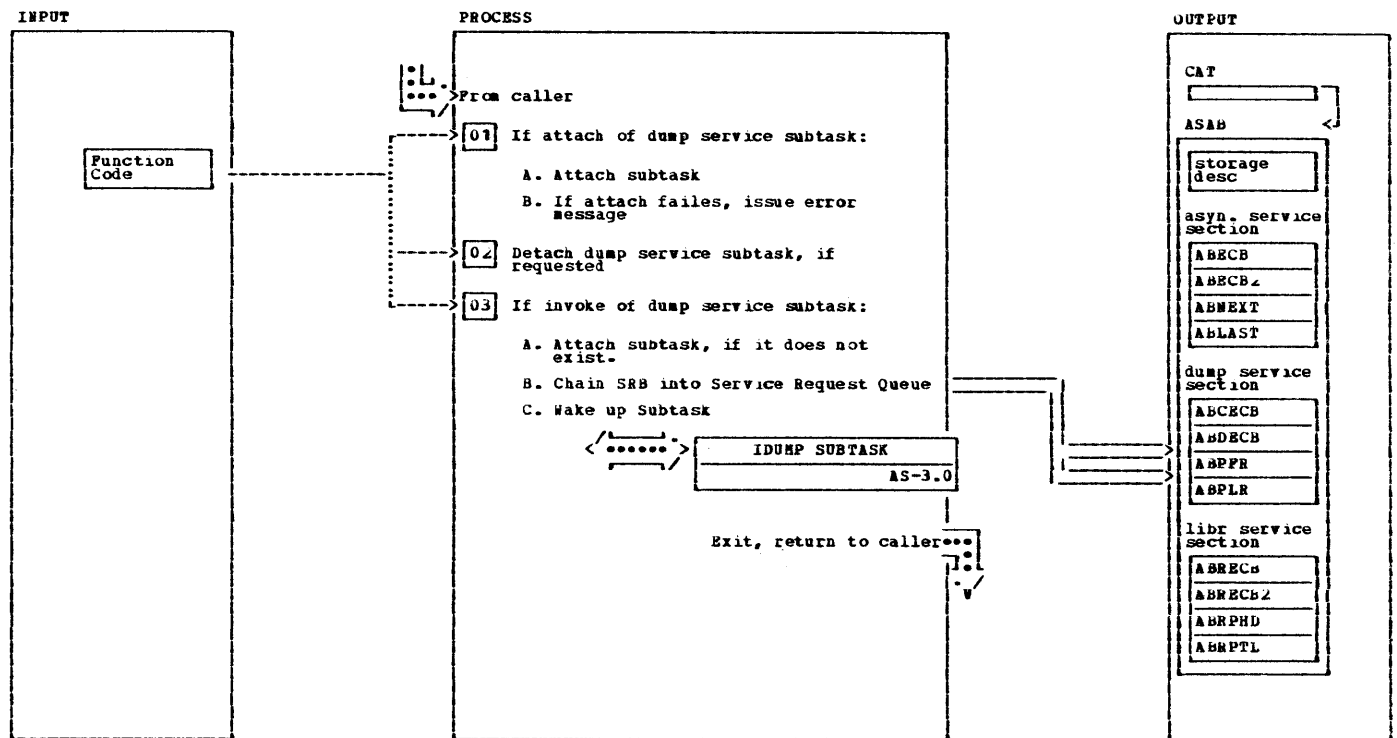 INPUT
PROCESS
OUTPUT
From caller
Function
Code
01 If attach of dump service subtask:
A. Attach subtask
B. If attach failes, issue error
message
02 Detach dump service subtask, if
requested
03 If invoke of dump service subtask:
A. Attach subtask, if it does not
exist.
B. Chain SRB into Service Request Queue
C. Wake up Subtask
IDUMP SUBTASK
AS-3.0
Exit, return to caller
CAT
ASAB
storage
desc
asyn. service
section
ABECB
ABECB2
ABNEXT
ABLAST
dump service
section
ABCECB
ABDECB
ABPFR
ABPLR
libr service
section
ABRECB
ABRECB2
ABRPHD
ABRPTL